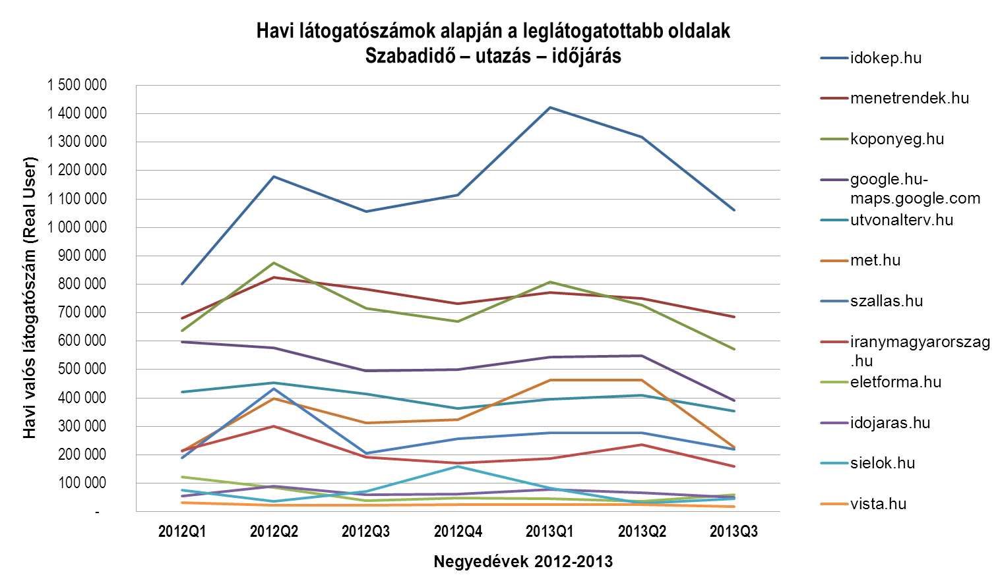 Havi látogatószámok alapján a leglátogatottabb oldalak
Szabadidő – utazás – időjárás
Havi valós látogatószám (Real User)
1 500 000
1 400 000
1 300 000
1 200 000
1 100 000
1 000 000
900 000
800 000
700 000
600 000
500 000
400 000
300 000
200 000
100 000
-
2012Q1 2012Q2 2012Q3 2012Q4 2013Q1 2013Q2 2013Q3
Negyedévek 2012-2013
idokep.hu
menetrendek.hu
koponyeg.hu
google.hu-
maps.google.com
utvonalterv.hu
met.hu
szallas.hu
iranymagyarorszag
.hu
eletforma.hu
idojaras.hu
sielok.hu
vista.hu